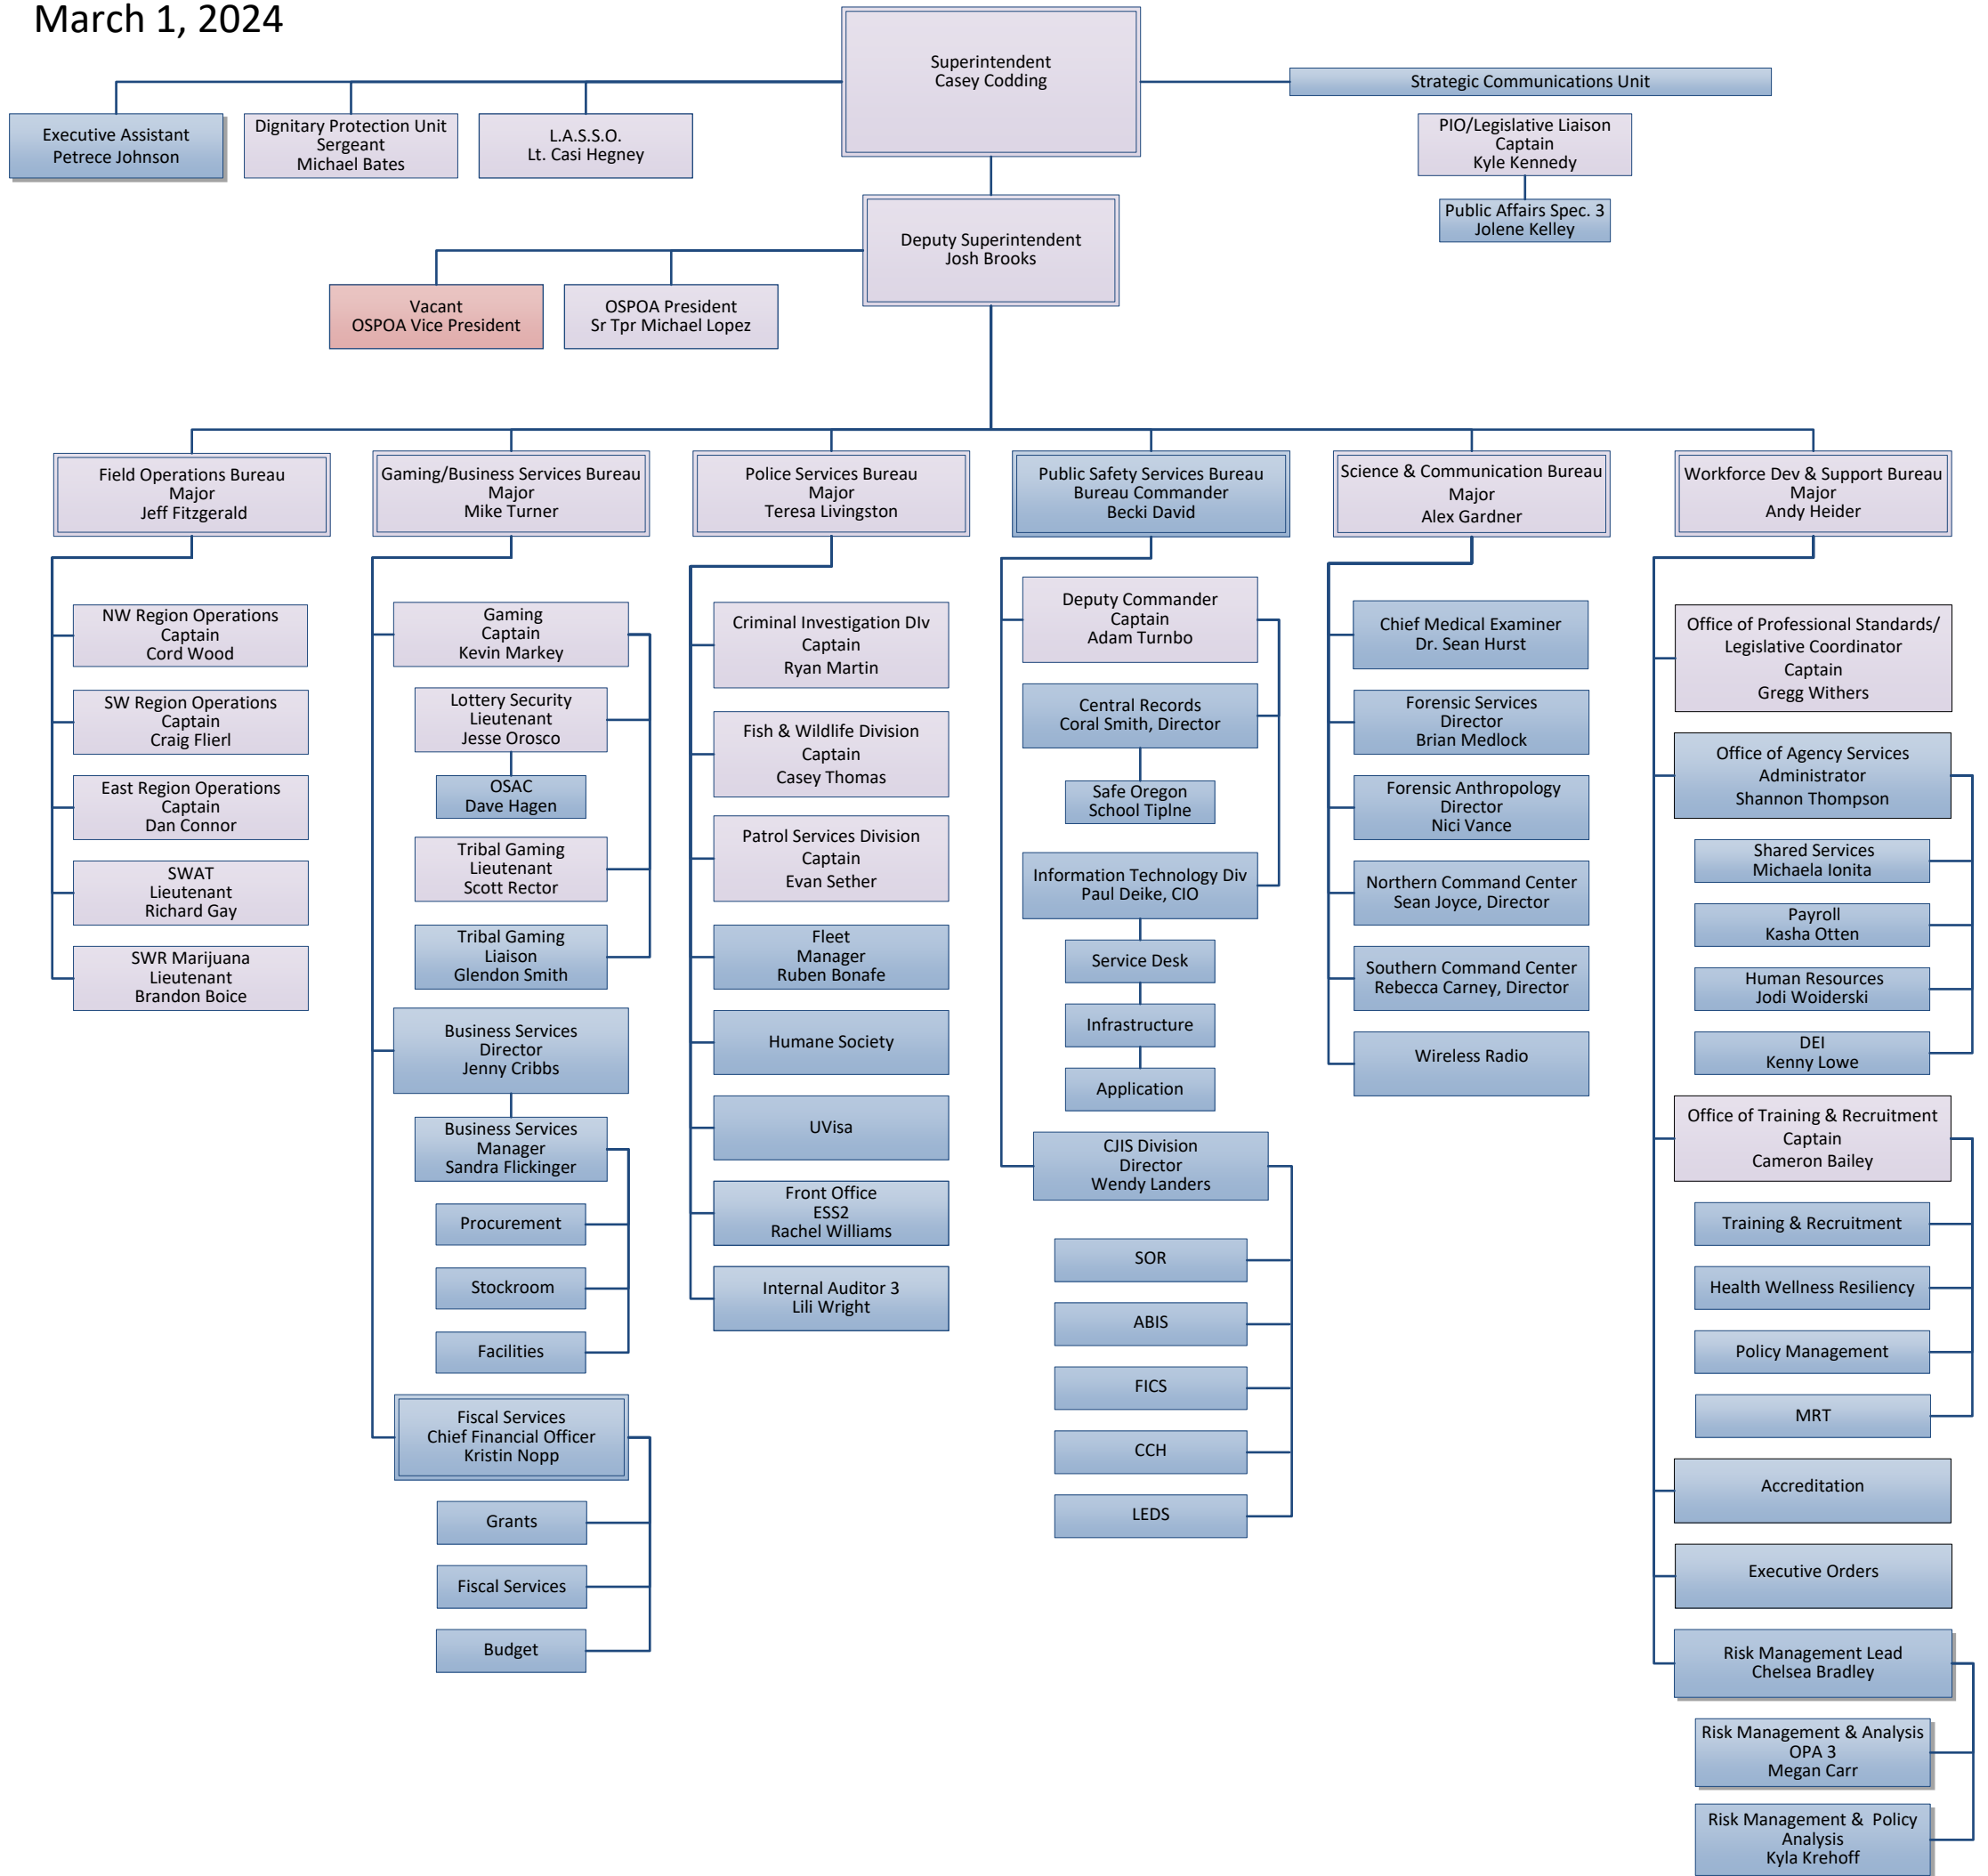 March 1, 2024
Superintendent
Casey Codding
Strategic Communications Unit
Executive Assistant
Petrece Johnson
Dignitary Protection Unit
Sergeant
Michael Bates
L.A.S.S.O.
Lt. Casi Hegney
PIO/Legislative Liaison
Captain
Kyle Kennedy
Public Affairs Spec. 3
Jolene Kelley
Deputy Superintendent
Josh Brooks
Vacant
OSPOA Vice President
OSPOA President
Sr Tpr Michael Lopez
Field Operations Bureau
Major
Jeff Fitzgerald
NW Region Operations
Captain
Cord Wood
SW Region Operations
Captain
Craig Flierl
East Region Operations
Captain
Dan Connor
SWAT
Lieutenant
Richard Gay
SWR Marijuana
Lieutenant
Brandon Boice
Gaming/Business Services Bureau
Major
Mike Turner
Gaming
Captain
Kevin Markey
Lottery Security
Lieutenant
Jesse Orosco
OSAC
Dave Hagen
Tribal Gaming
Lieutenant
Scott Rector
Tribal Gaming
Liaison
Glendon Smith
Business Services
Director
Jenny Cribbs
Business Services
Manager
Sandra Flickinger
Procurement
Stockroom
Facilities
Fiscal Services
Chief Financial Officer
Kristin Nopp
Grants
Fiscal Services
Budget
Police Services Bureau
Major
Teresa Livingston
Criminal Investigation DIv
Captain
Ryan Martin
Fish & Wildlife Division
Captain
Casey Thomas
Patrol Services Division
Captain
Evan Sether
Fleet
Manager
Ruben Bonafe
Humane Society
UVisa
Front Office
ESS2
Rachel Williams
Internal Auditor 3
Lili Wright
Public Safety Services Bureau
Bureau Commander
Becki David
Deputy Commander
Captain
Adam Turnbo
Central Records
Coral Smith, Director
Safe Oregon
School Tiplne
Information Technology Div
Paul Deike, CIO
Service Desk
Infrastructure
Application
CJIS Division
Director
Wendy Landers
SOR
ABIS
FICS
CCH
LEDS
Science & Communication Bureau
Major
Alex Gardner
Chief Medical Examiner
Dr. Sean Hurst
Forensic Services
Director
Brian Medlock
Forensic Anthropology
Director
Nici Vance
Northern Command Center
Sean Joyce, Director
Southern Command Center
Rebecca Carney, Director
Wireless Radio
Workforce Dev & Support Bureau
Major
Andy Heider
Office of Professional Standards/
Legislative Coordinator
Captain
Gregg Withers
Office of Agency Services
Administrator
Shannon Thompson
Shared Services
Michaela Ionita
Payroll
Kasha Otten
Human Resources
Jodi Woiderski
DEI
Kenny Lowe
Office of Training & Recruitment
Captain
Cameron Bailey
Training & Recruitment
Health Wellness Resiliency
Policy Management
MRT
Accreditation
Executive Orders
Risk Management Lead
Chelsea Bradley
Risk Management & Analysis
OPA 3
Megan Carr
Risk Management & Policy
Analysis
Kyla Krehoff